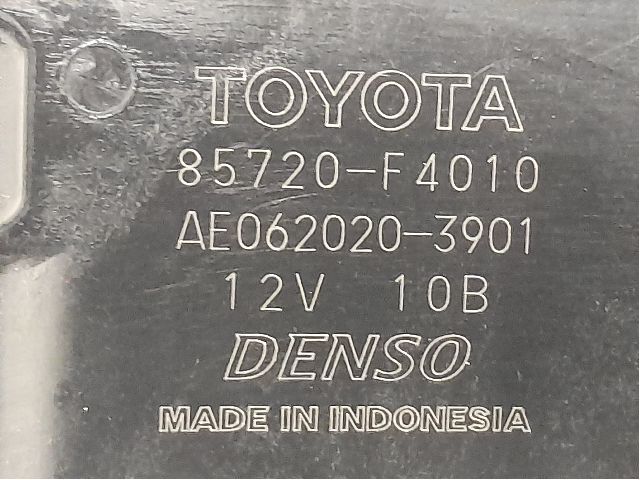 TOYOTA
85720-F4010
AE062020-3901
12V 10B
DENSO
MADE IN INDONESIA